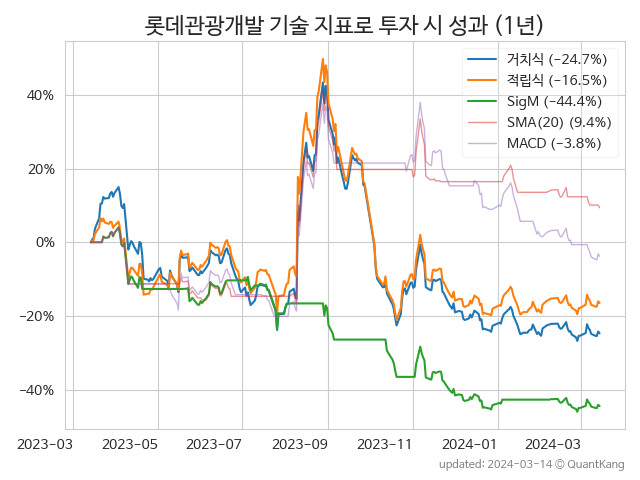 롯데관광개발 기술 지표로 투자 시 성과 (1년)
거치식 (−24.7%)
적립식 (−16.5%)
SigM (−44.4%)
SMA(20) (9.4%)
MACD (−3.8%)
40%
20%
0%
−20%
−40%
2023−03
2023−05
2023−07
2023−09
2023−11
2024−01
2024−03
updated: 2024−03−14 © QuantKang